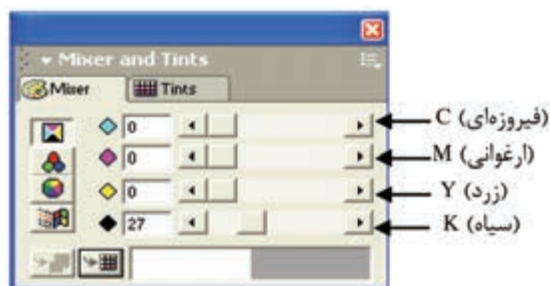 Mixer and Tints
Mixer Tints
0 C (فیروزه‌ای)
0 M (ارغوانی)
0 Y (زرد)
27 K (سیاه)